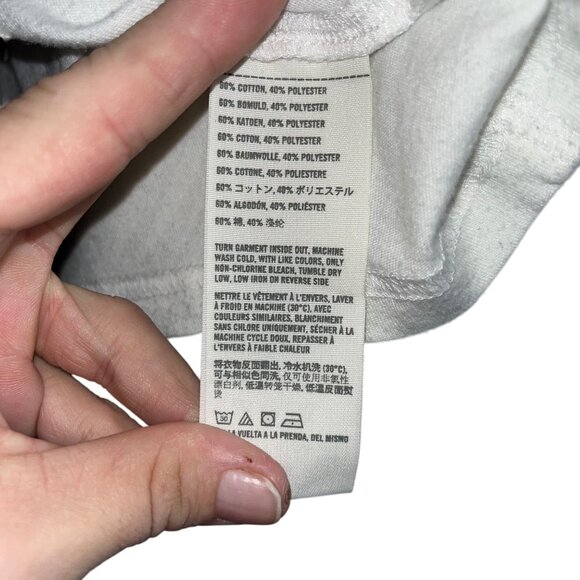 60% COTTON, 40% POLYESTER
60% BOMULD, 40% POLYESTER
60% KATOEN, 40% POLYESTER
60% COTON, 40% POLYESTER
60% BAUMWOLLE, 40% POLYESTER
60% COTONE, 40% POLIESTERE
60% コットン, 40% ポリエステル
60% ALGODÓN, 40% POLIÉSTER
60% 棉, 40% 涤纶
TURN GARMENT INSIDE OUT, MACHINE
WASH COLD, WITH LIKE COLORS, ONLY
NON-CHLORINE BLEACH, TUMBLE DRY
LOW, LOW IRON ON REVERSE SIDE
METTRE LE VÊTEMENT À L'ENVERS, LAVER
À FROID EN MACHINE (30°C), AVEC
COULEURS SIMILAIRES, BLANCHIMENT
SANS CHLORE UNIQUEMENT, SÉCHER À LA
MACHINE CYCLE DOUX, REPASSER À
L'ENVERS À FAIBLE CHALEUR
将衣物反面翻出, 冷水机洗 (30°C),
可与相似色同洗, 仅可使用非氯性
漂白剂, 低温转笼干燥, 低温反面熨
烫
30
LA VUELTA A LA PRENDA, DEL MISMO